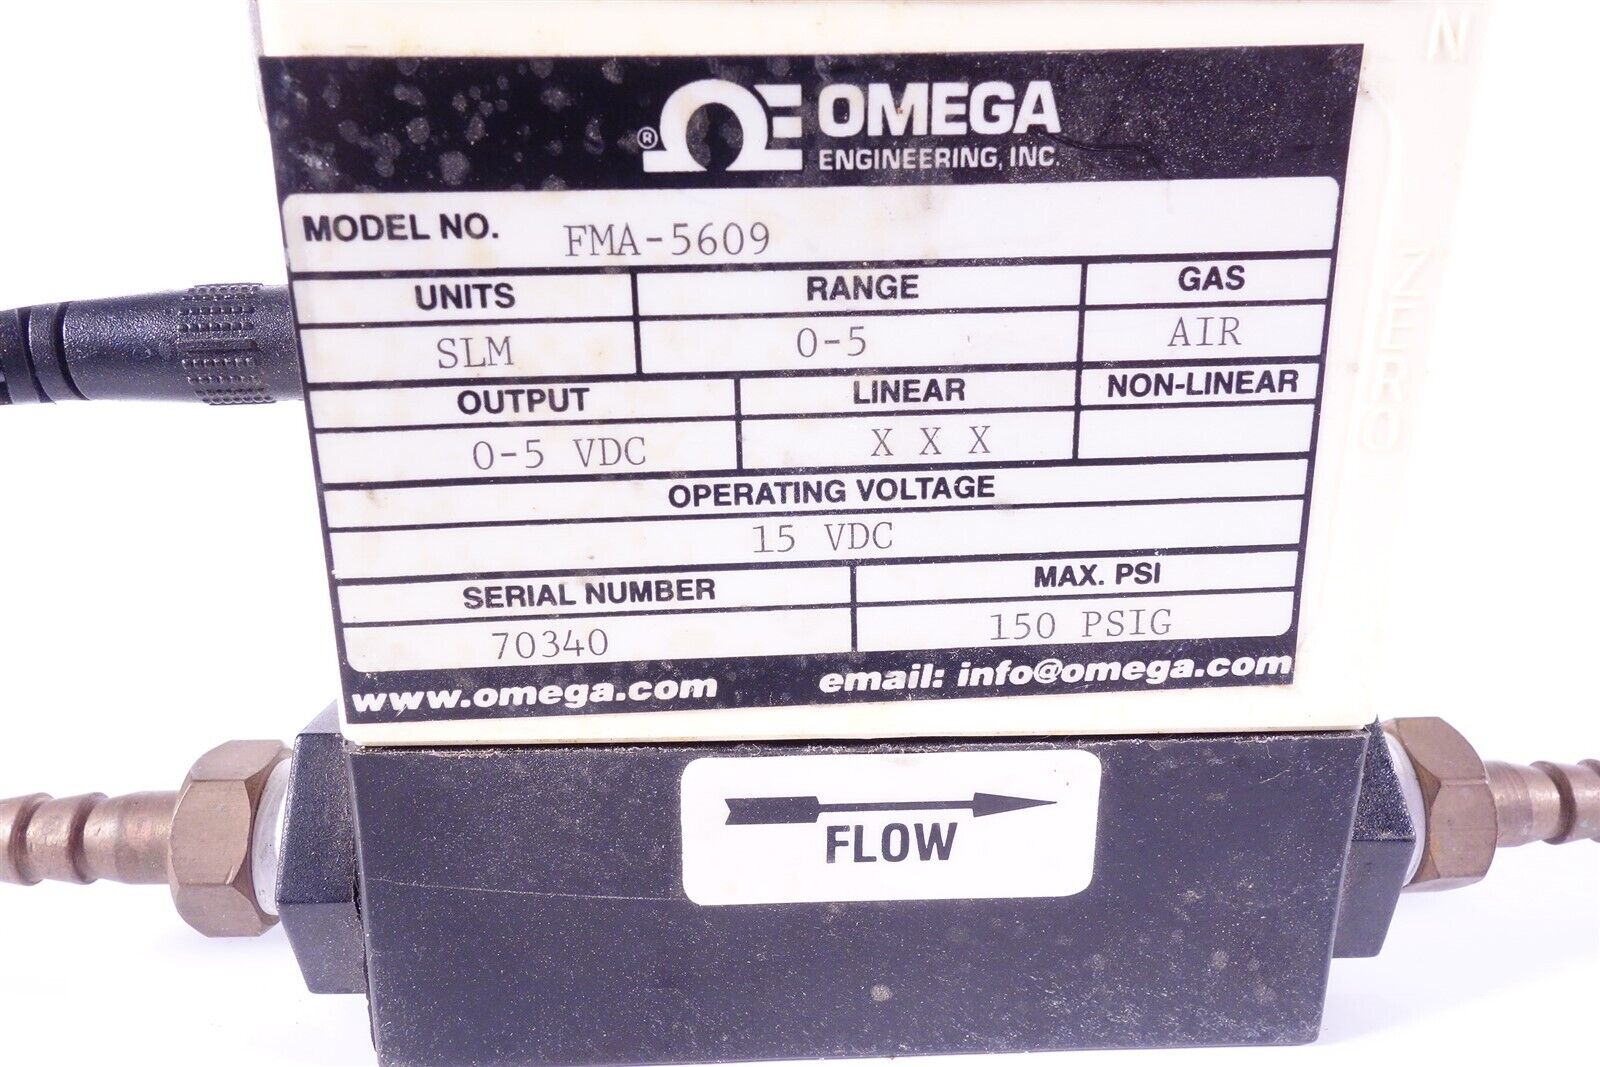 ® OMEGA
ENGINEERING, INC.
MODEL NO. FMA-5609
UNITS RANGE GAS
SLM 0-5 AIR
OUTPUT LINEAR NON-LINEAR
0-5 VDC X X X
OPERATING VOLTAGE
15 VDC
SERIAL NUMBER MAX. PSI
70340 150 PSIG
www.omega.com email: info@omega.com
FLOW
ZERO